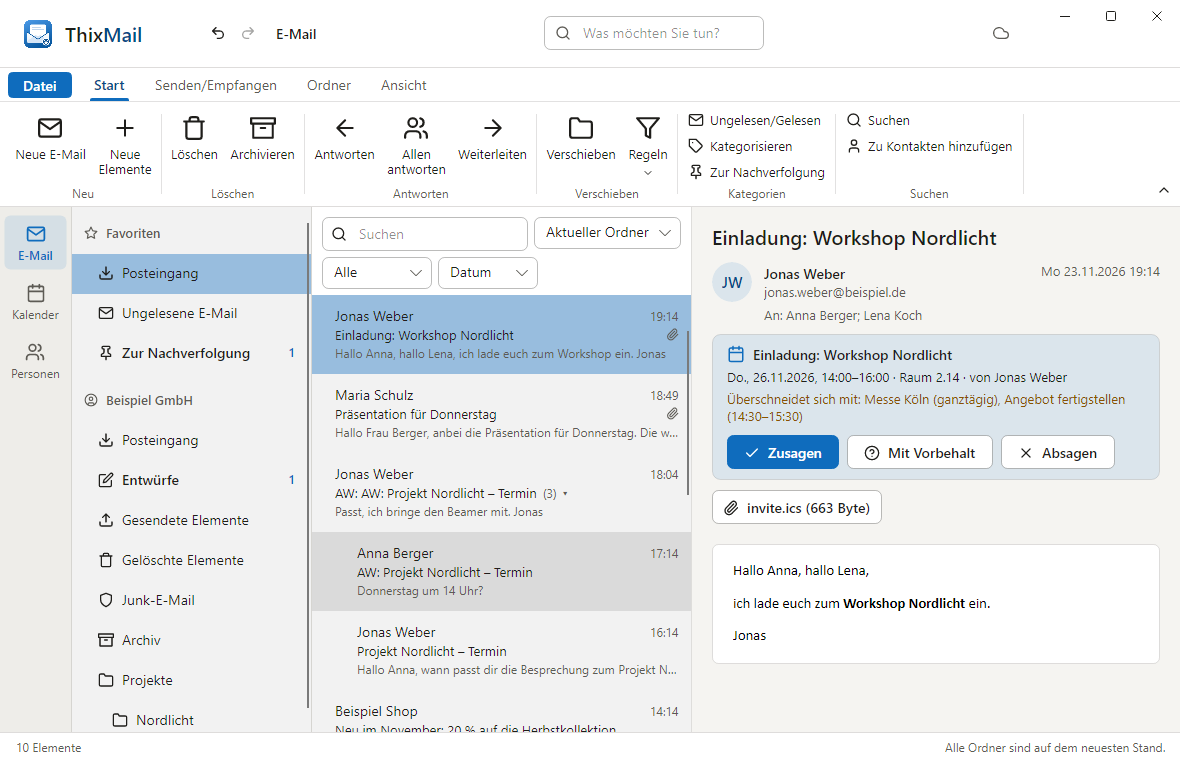 ThixMail
E-Mail
Was möchten Sie tun?
Datei
Start
Senden/Empfangen
Ordner
Ansicht
Neue E-Mail
Neue
Elemente
Neu
Löschen
Archivieren
Löschen
Antworten
Allen
antworten
Weiterleiten
Antworten
Verschieben
Regeln
Verschieben
Ungelesen/Gelesen
Kategorisieren
Zur Nachverfolgung
Kategorien
Suchen
Zu Kontakten hinzufügen
Suchen
E-Mail
Kalender
Personen
Favoriten
Posteingang
Ungelesene E-Mail
Zur Nachverfolgung 1
Beispiel GmbH
Posteingang
Entwürfe 1
Gesendete Elemente
Gelöschte Elemente
Junk-E-Mail
Archiv
Projekte
Nordlicht
Suchen
Aktueller Ordner
Alle
Datum
Jonas Weber 19:14
Einladung: Workshop Nordlicht
Hallo Anna, hallo Lena, ich lade euch zum Workshop ein. Jonas
Maria Schulz 18:49
Präsentation für Donnerstag
Hallo Frau Berger, anbei die Präsentation für Donnerstag. Die w...
Jonas Weber 18:04
AW: AW: Projekt Nordlicht – Termin (3)
Passt, ich bringe den Beamer mit. Jonas
Anna Berger 17:14
AW: Projekt Nordlicht – Termin
Donnerstag um 14 Uhr?
Jonas Weber 16:14
Projekt Nordlicht – Termin
Hallo Anna, wann passt dir die Besprechung zum Projekt N...
Beispiel Shop 14:14
Neu im November: 20 % auf die Herbstkollektion
Einladung: Workshop Nordlicht
JW
Jonas Weber
Mo 23.11.2026 19:14
jonas.weber@beispiel.de
An: Anna Berger; Lena Koch
Einladung: Workshop Nordlicht
Do., 26.11.2026, 14:00–16:00 · Raum 2.14 · von Jonas Weber
Überschneidet sich mit: Messe Köln (ganztägig), Angebot fertigstellen
(14:30–15:30)
Zusagen
Mit Vorbehalt
Absagen
invite.ics (663 Byte)
Hallo Anna, hallo Lena,
ich lade euch zum Workshop Nordlicht ein.
Jonas
10 Elemente
Alle Ordner sind auf dem neuesten Stand.